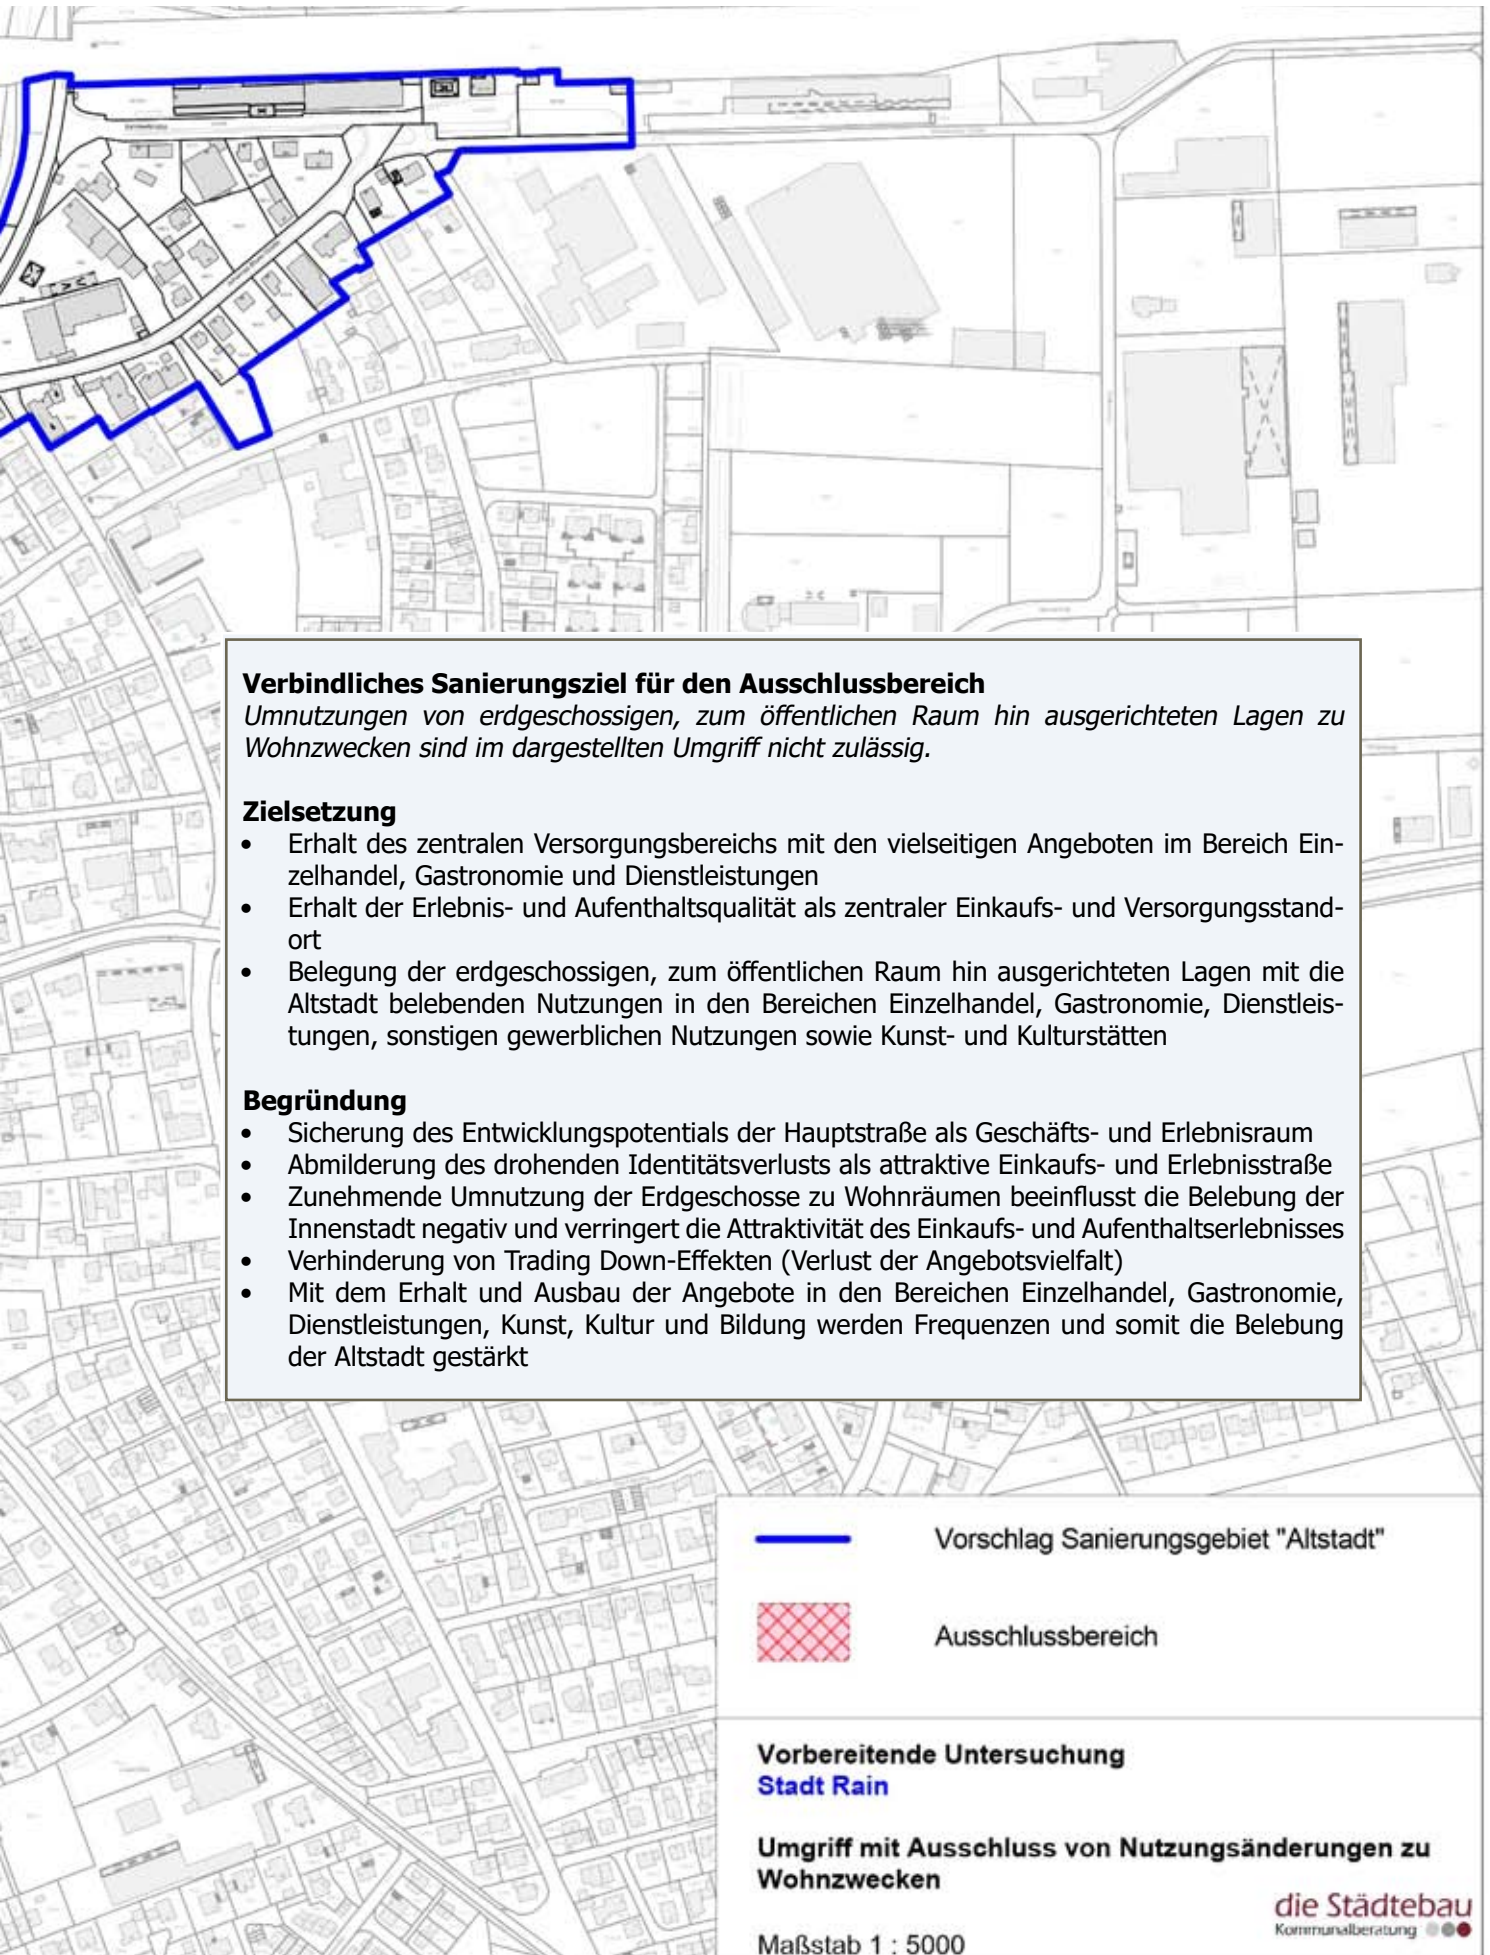 Verbindliches Sanierungsziel für den Ausschlussbereich
Umnutzungen von erdgeschossigen, zum öffentlichen Raum hin ausgerichteten Lagen zu
Wohnzwecken sind im dargestellten Umgriff nicht zulässig.
Zielsetzung
• Erhalt des zentralen Versorgungsbereichs mit den vielseitigen Angeboten im Bereich Ein-
zelhandel, Gastronomie und Dienstleistungen
• Erhalt der Erlebnis- und Aufenthaltsqualität als zentraler Einkaufs- und Versorgungsstand-
ort
• Belegung der erdgeschossigen, zum öffentlichen Raum hin ausgerichteten Lagen mit die
Altstadt belebenden Nutzungen in den Bereichen Einzelhandel, Gastronomie, Dienstleis-
tungen, sonstigen gewerblichen Nutzungen sowie Kunst- und Kulturstätten
Begründung
• Sicherung des Entwicklungspotentials der Hauptstraße als Geschäfts- und Erlebnisraum
• Abmilderung des drohenden Identitätsverlusts als attraktive Einkaufs- und Erlebnisstraße
• Zunehmende Umnutzung der Erdgeschosse zu Wohnräumen beeinflusst die Belebung der
Innenstadt negativ und verringert die Attraktivität des Einkaufs- und Aufenthaltserlebnisses
• Verhinderung von Trading Down-Effekten (Verlust der Angebotsvielfalt)
• Mit dem Erhalt und Ausbau der Angebote in den Bereichen Einzelhandel, Gastronomie,
Dienstleistungen, Kunst, Kultur und Bildung werden Frequenzen und somit die Belebung
der Altstadt gestärkt
Vorschlag Sanierungsgebiet "Altstadt"
Ausschlussbereich
Vorbereitende Untersuchung
Stadt Rain
Umgriff mit Ausschluss von Nutzungsänderungen zu
Wohnzwecken
die Städtebau
Kommunalberatung
Maßstab 1 : 5000